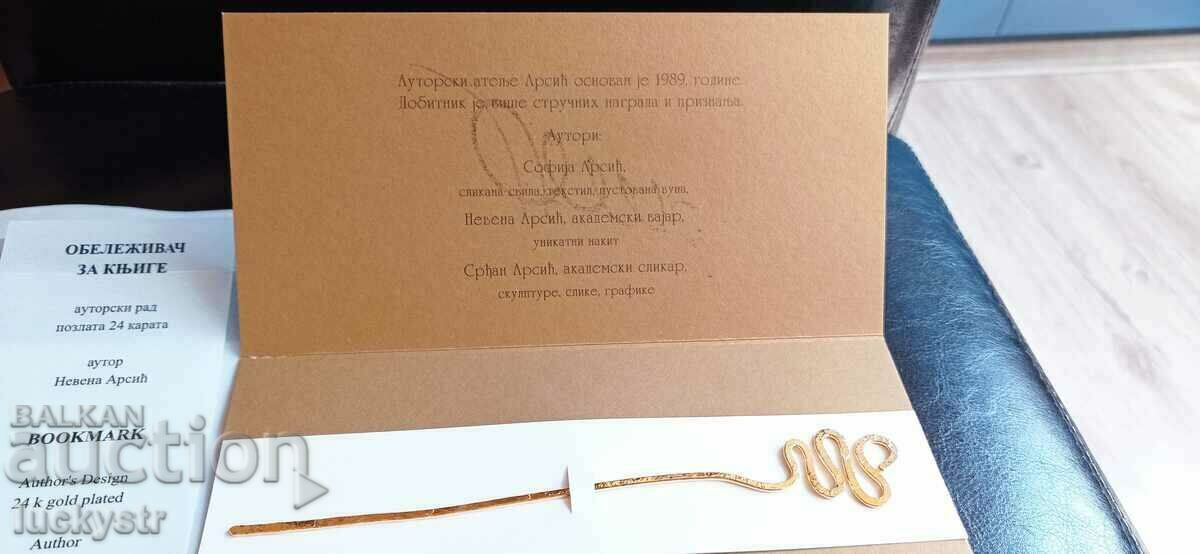 Ауторски атеље Арсић основан је 1989. године.
Добитник је више стручних награда и признања.
Аутори:
Софија Арсић,
сликана свила, текстил, пустована вуна,
Невена Арсић, академски вајар,
уникатни накит
Срђан Арсић, академски сликар,
скулптуре, слике, графике
ОБЕЛЕЖИВАЧ
ЗА КЊИГЕ
ауторски рад
позлата 24 карата
аутор
Невена Арсић
BOOKMARK
Author's Design
24 k gold plated
Author
BALKAN
auction
luckystr